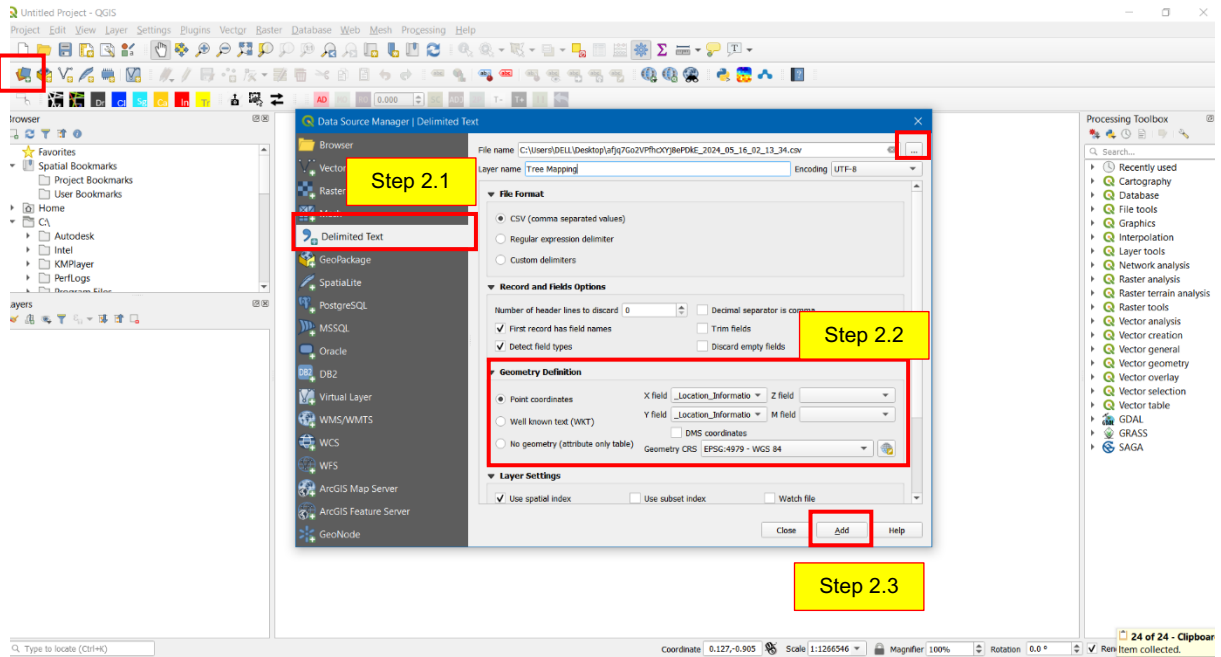 Untitled Project - QGIS
Project Edit View Layer Settings Plugins Vector Raster Database Web Mesh Processing Help
0.000
Browser
Favorites
Spatial Bookmarks
Project Bookmarks
User Bookmarks
Home
C:\
Autodesk
Intel
KMPlayer
PerfLogs
Program Files
ayers
Data Source Manager | Delimited Text
Browser
Vector
Raster
Mesh
Delimited Text
GeoPackage
SpatiaLite
PostgreSQL
MSSQL
Oracle
DB2
Virtual Layer
WMS/WMTS
WCS
WFS
ArcGIS Map Server
ArcGIS Feature Server
GeoNode
Step 2.1
File name C:\Users\DELL\Desktop\afJq7Go2VPfhcXYj8ePDkE_2024_05_16_02_13_34.csv ...
Layer name Tree Mapping Encoding UTF-8
File Format
CSV (comma separated values)
Regular expression delimiter
Custom delimiters
Record and Fields Options
Number of header lines to discard 0 Decimal separator is comma
First record has field names Trim fields
Detect field types Discard empty fields
Step 2.2
Geometry Definition
Point coordinates X field _Location_Informatio Z field
Well known text (WKT) Y field _Location_Informatio M field
DMS coordinates
No geometry (attribute only table) Geometry CRS EPSG:4979 - WGS 84
Layer Settings
Use spatial index Use subset index Watch file
Close Add Help
Step 2.3
Processing Toolbox
Search...
Recently used
Cartography
Database
File tools
Graphics
Interpolation
Layer tools
Network analysis
Raster analysis
Raster terrain analysis
Raster tools
Vector analysis
Vector creation
Vector general
Vector geometry
Vector overlay
Vector selection
Vector table
GDAL
GRASS
SAGA
24 of 24 - Clipboar
Item collected.
Type to locate (Ctrl+K) Coordinate 0.127,-0.905 Scale 1:1266546 Magnifier 100% Rotation 0.0 ° Ren